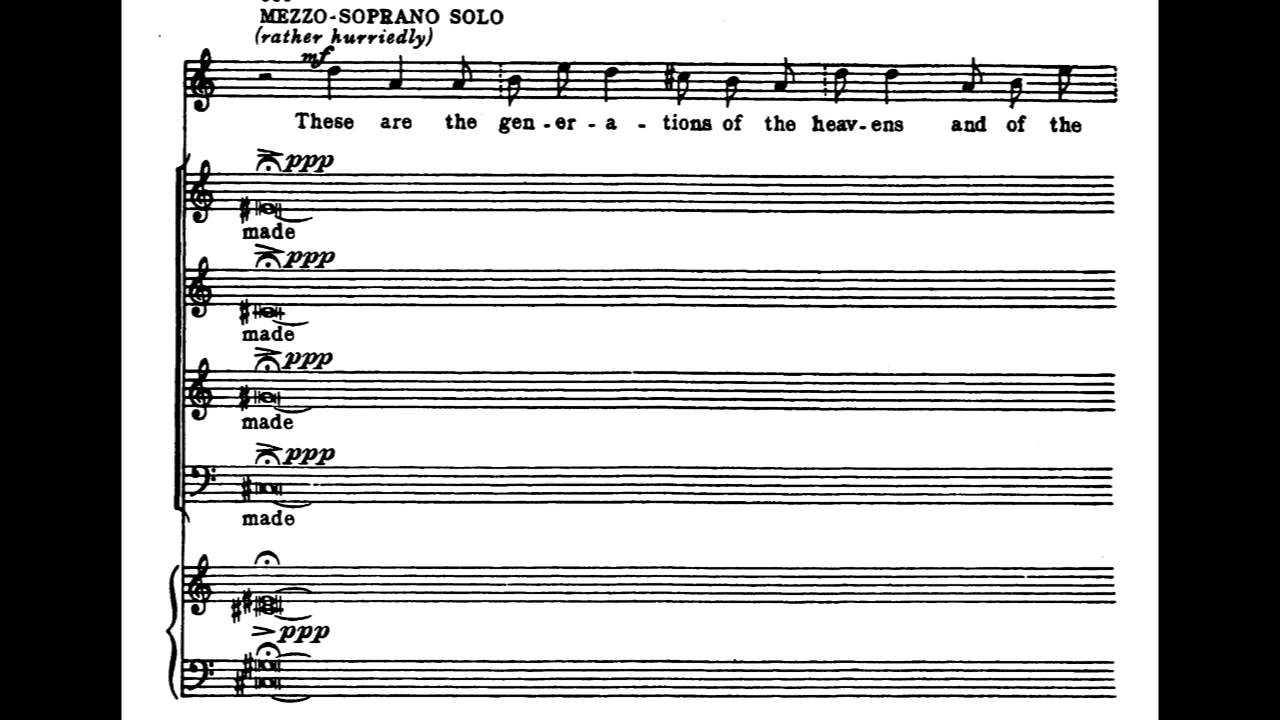 MEZZO-SOPRANO SOLO
(rather hurriedly)
mf
These are the gen-er-a-tions of the heav-ens and of the
ppp
made
ppp
made
ppp
made
ppp
made
ppp